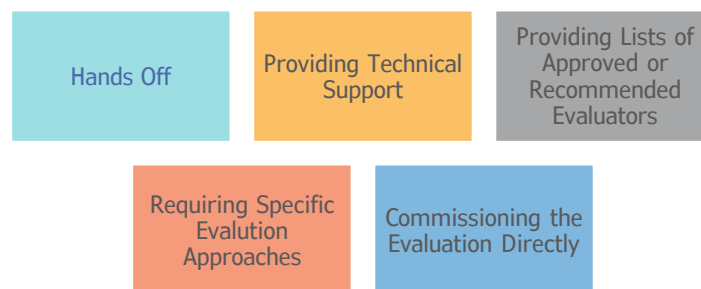 Hands Off
Providing Technical
Support
Providing Lists of
Approved or
Recommended
Evaluators
Requiring Specific
Evalution
Approaches
Commissioning the
Evaluation Directly